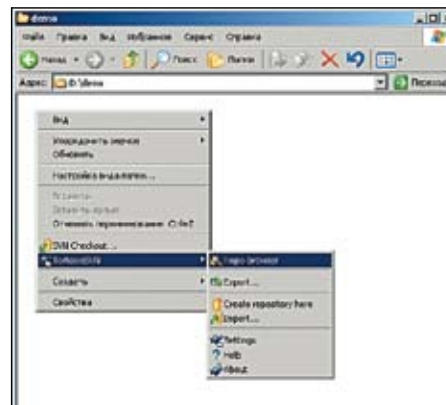 demo
Файл Правка Вид Избранное Сервис Справка
Назад Поиск Папки
Адрес: D:\demo Переход
Вид
Упорядочить значки
Обновить
Настройка вида папки...
Вставить
Вставить ярлык
Отменить переименование Ctrl+Z
SVN Checkout...
TortoiseSVN
Создать
Свойства
Repo-browser
Export...
Create repository here
Import...
Settings
Help
About